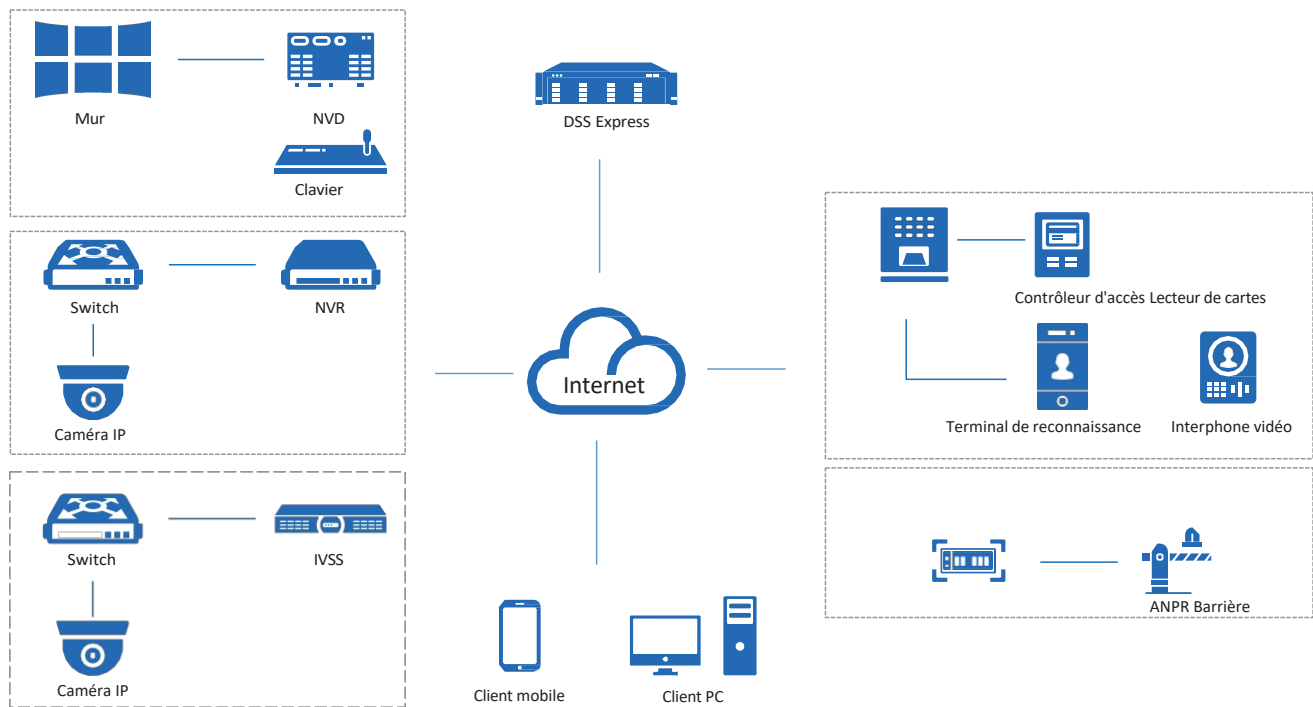 Mur
NVD
Clavier
DSS Express
Switch
NVR
Caméra IP
Switch
IVSS
Caméra IP
Internet
Contrôleur d'accès Lecteur de cartes
Terminal de reconnaissance
Interphone vidéo
ANPR Barrière
Client mobile
Client PC